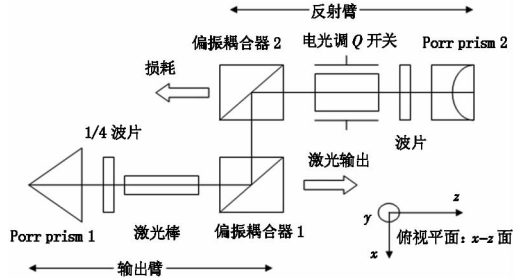 反射臂
偏振耦合器 2
电光调 Q 开关
Porr prism 2
损耗
1/4 波片
波片
激光输出
Porr prism 1
激光棒
偏振耦合器 1
输出臂
z
y
x
俯视平面：x-z 面